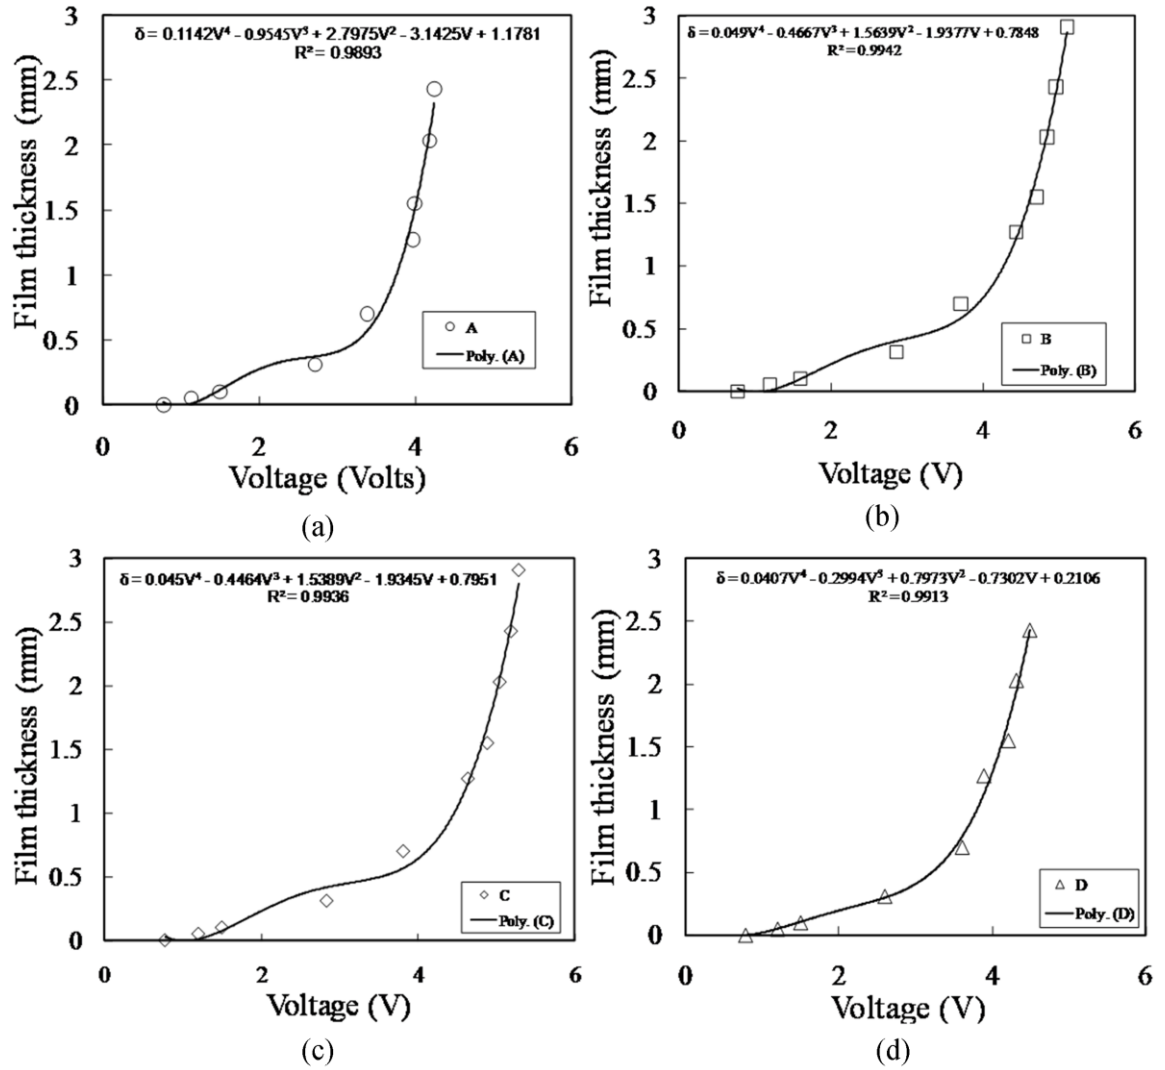 δ = 0.1142V⁴ - 0.9545V³ + 2.7975V² - 3.1425V + 1.1781
R² = 0.9893
3
2.5
2
1.5
1
0.5
0
Film thickness (mm)
A
Poly. (A)
0 2 4 6
Voltage (Volts)
(a)
δ = 0.049V⁴ - 0.4667V³ + 1.5639V² - 1.9377V + 0.7848
R² = 0.9942
3
2.5
2
1.5
1
0.5
0
Film thickness (mm)
B
Poly. (B)
0 2 4 6
Voltage (V)
(b)
δ = 0.045V⁴ - 0.4464V³ + 1.5389V² - 1.9345V + 0.7951
R² = 0.9936
3
2.5
2
1.5
1
0.5
0
Film thickness (mm)
C
Poly. (C)
0 2 4 6
Voltage (V)
(c)
δ = 0.0407V⁴ - 0.2994V³ + 0.7973V² - 0.7302V + 0.2106
R² = 0.9913
3
2.5
2
1.5
1
0.5
0
Film thickness (mm)
D
Poly. (D)
0 2 4 6
Voltage (V)
(d)